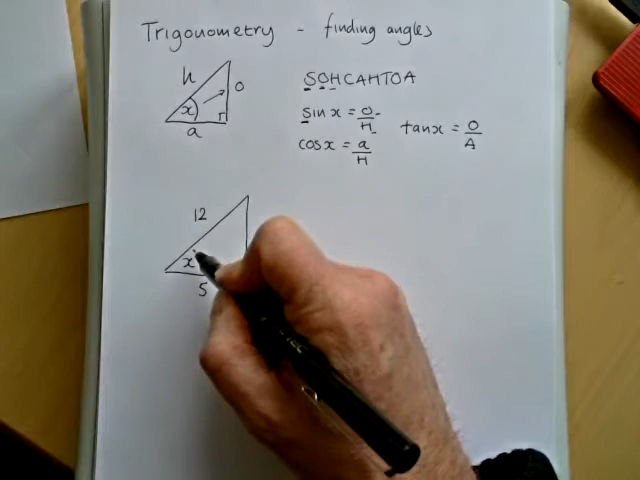 Trigonometry - finding angles
h
o
x
a
SOHCAHTOA
sin x = O/H
cos x = a/H
tan x = O/A
12
x°
5